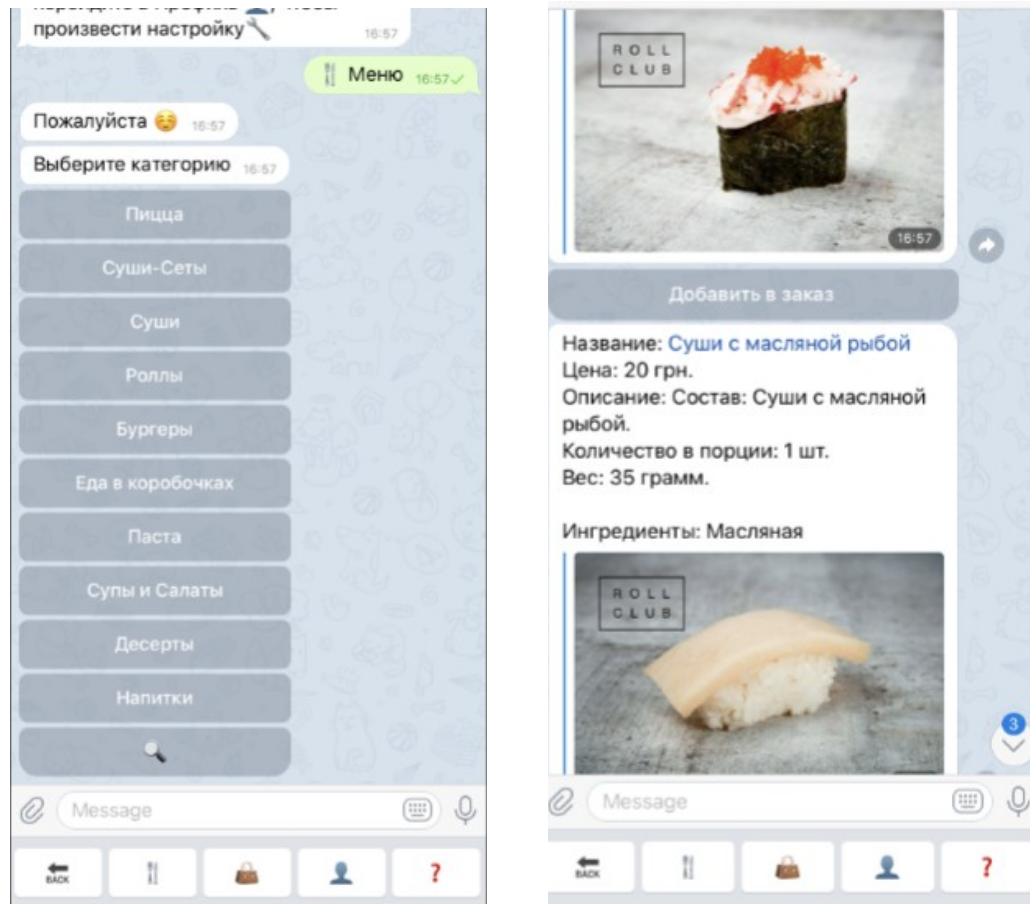 произвести настройку🔧 16:57
🍴 Меню 16:57
Пожалуйста ☺️ 16:57
Выберите категорию 16:57
Пицца
Суши-Сеты
Суши
Роллы
Бургеры
Еда в коробочках
Паста
Супы и Салаты
Десерты
Напитки
Message
BACK
?
ROLL
CLUB
16:57
Добавить в заказ
Название: Суши с масляной рыбой
Цена: 20 грн.
Описание: Состав: Суши с масляной
рыбой.
Количество в порции: 1 шт.
Вес: 35 грамм.
Ингредиенты: Масляная
ROLL
CLUB
3
Message
BACK
?